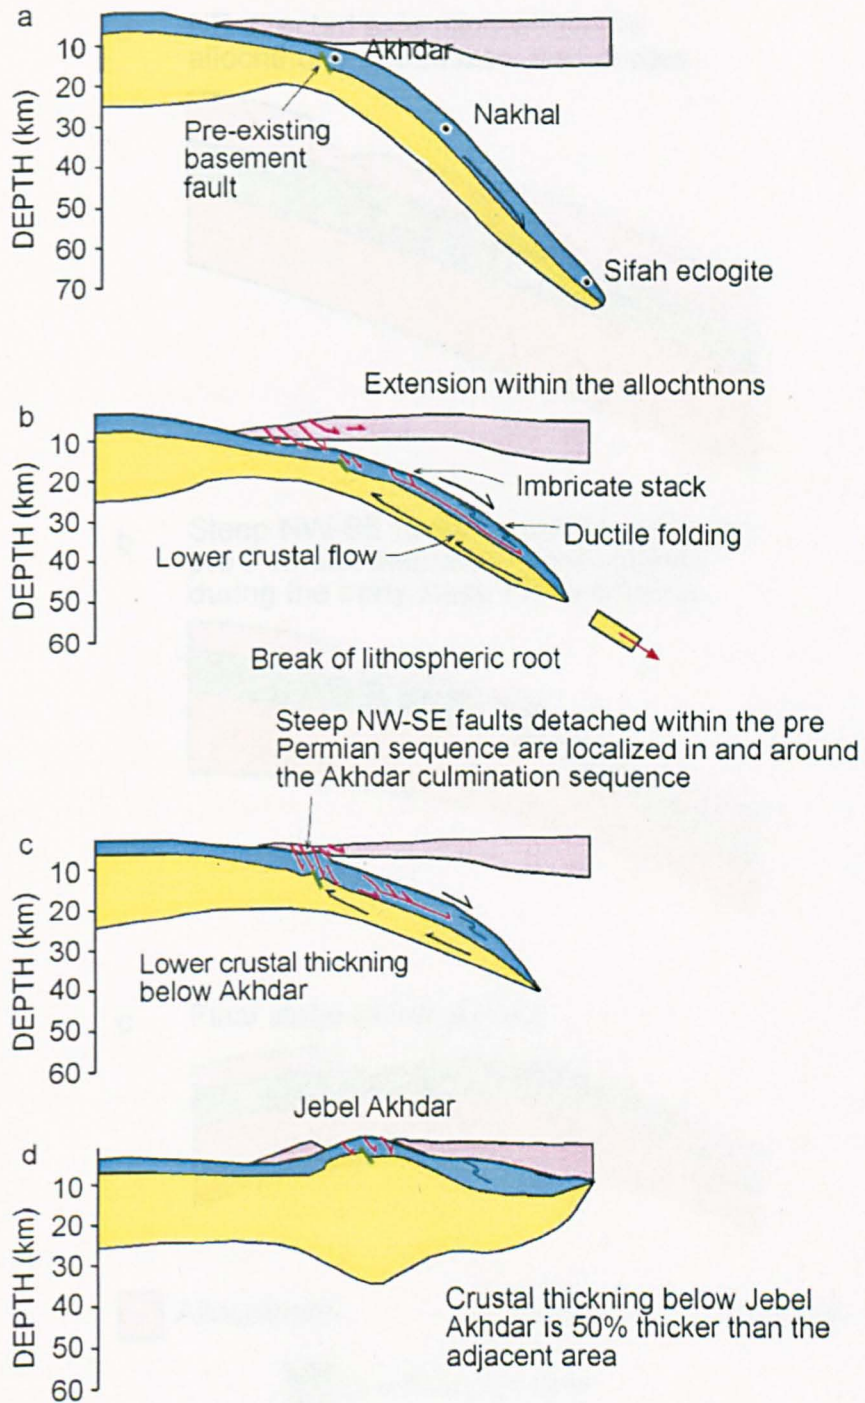 a
DEPTH (km)
10
20
30
40
50
60
70
Akhdar
Nakhal
Pre-existing
basement
fault
Sifah eclogite
Extension within the allochthons
b
DEPTH (km)
10
20
30
40
50
60
Imbricate stack
Ductile folding
Lower crustal flow
Break of lithospheric root
Steep NW-SE faults detached within the pre
Permian sequence are localized in and around
the Akhdar culmination sequence
c
DEPTH (km)
10
20
30
40
50
60
Lower crustal thickning
below Akhdar
Jebel Akhdar
d
DEPTH (km)
10
20
30
40
50
60
Crustal thickening below Jebel
Akhdar is 50% thicker than the
adjacent area